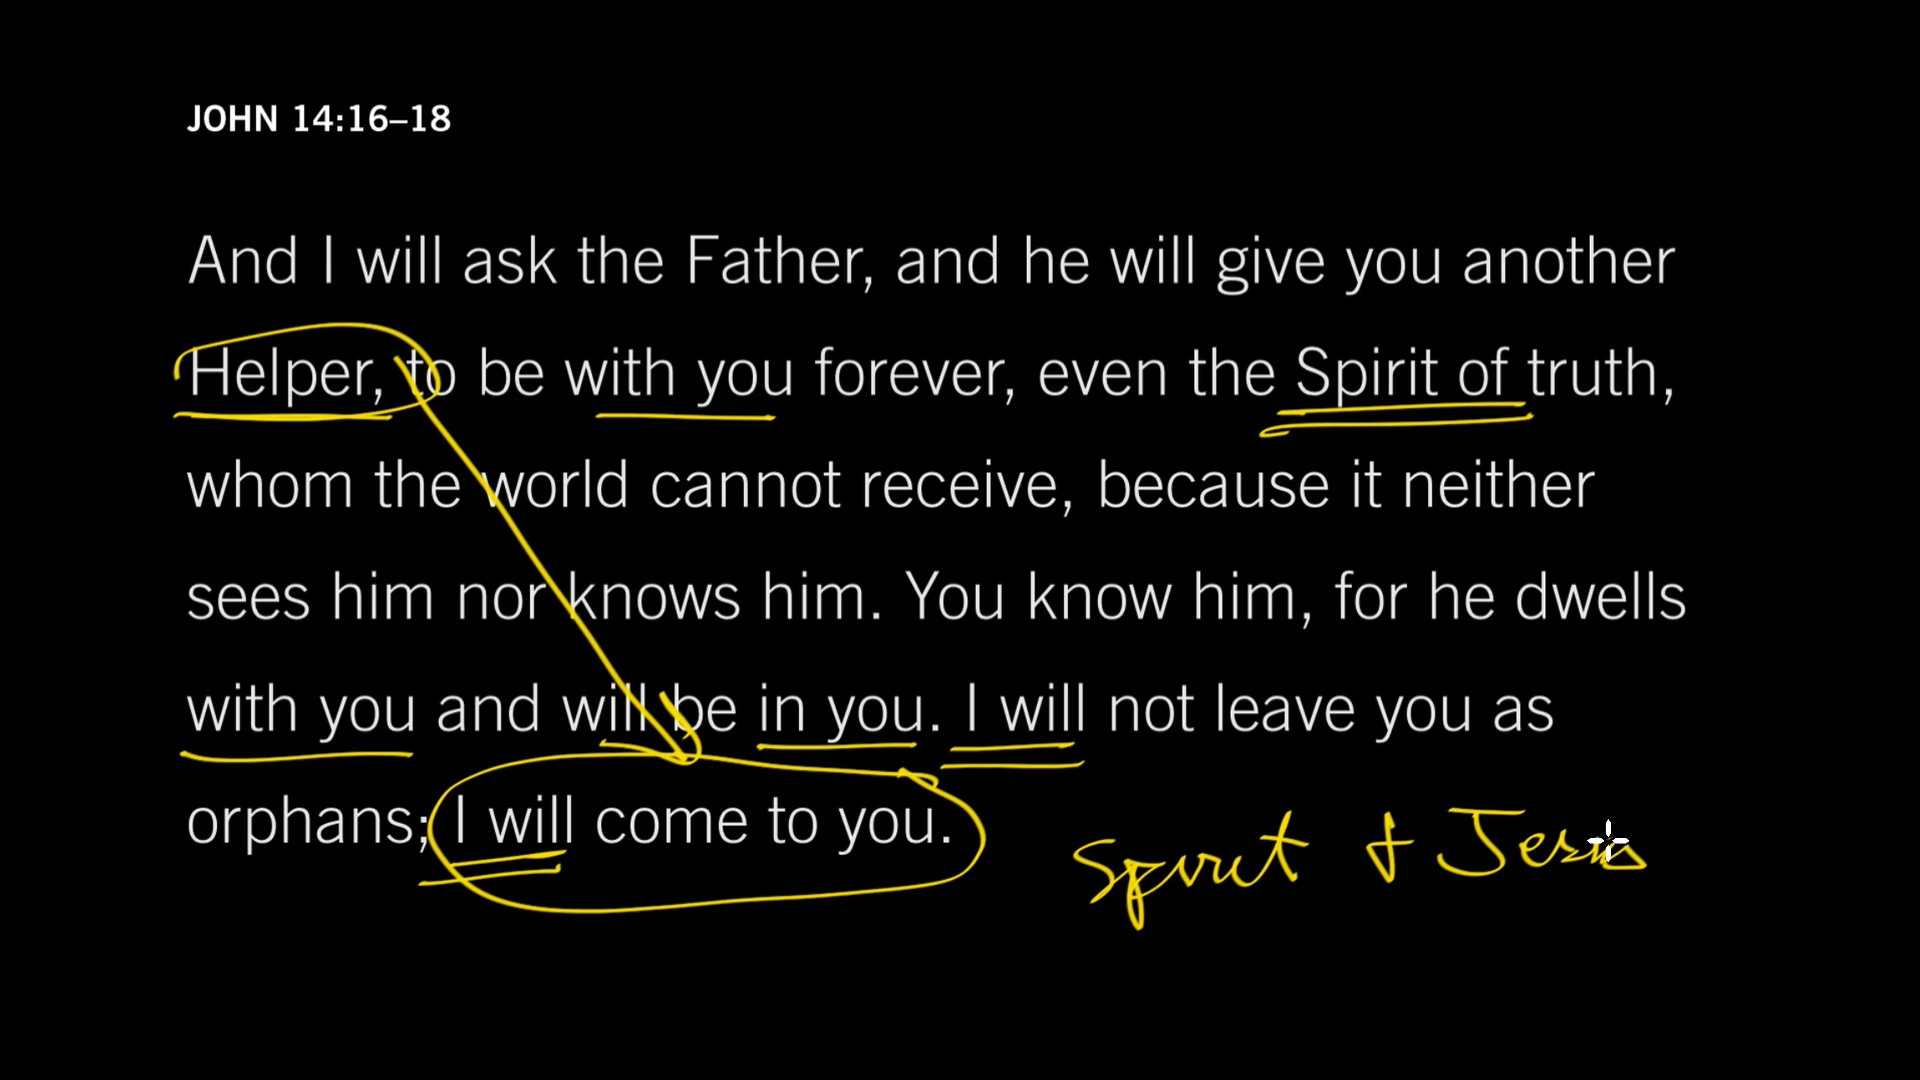 JOHN 14:16–18
And I will ask the Father, and he will give you another
Helper, to be with you forever, even the Spirit of truth,
whom the world cannot receive, because it neither
sees him nor knows him. You know him, for he dwells
with you and will be in you. I will not leave you as
orphans; I will come to you.
Spirit & Jesus